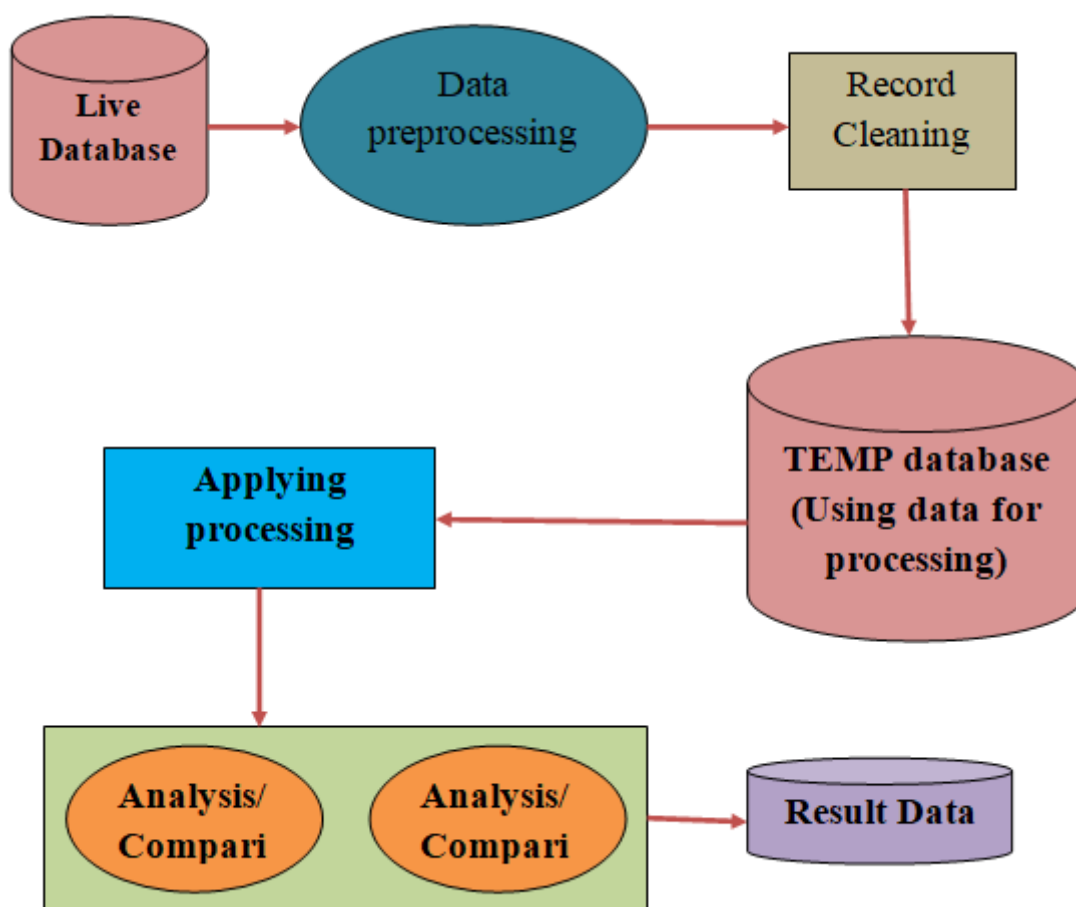 Live
Database
Data
preprocessing
Record
Cleaning
TEMP database
(Using data for
processing)
Applying
processing
Analysis/
Compari
Analysis/
Compari
Result Data